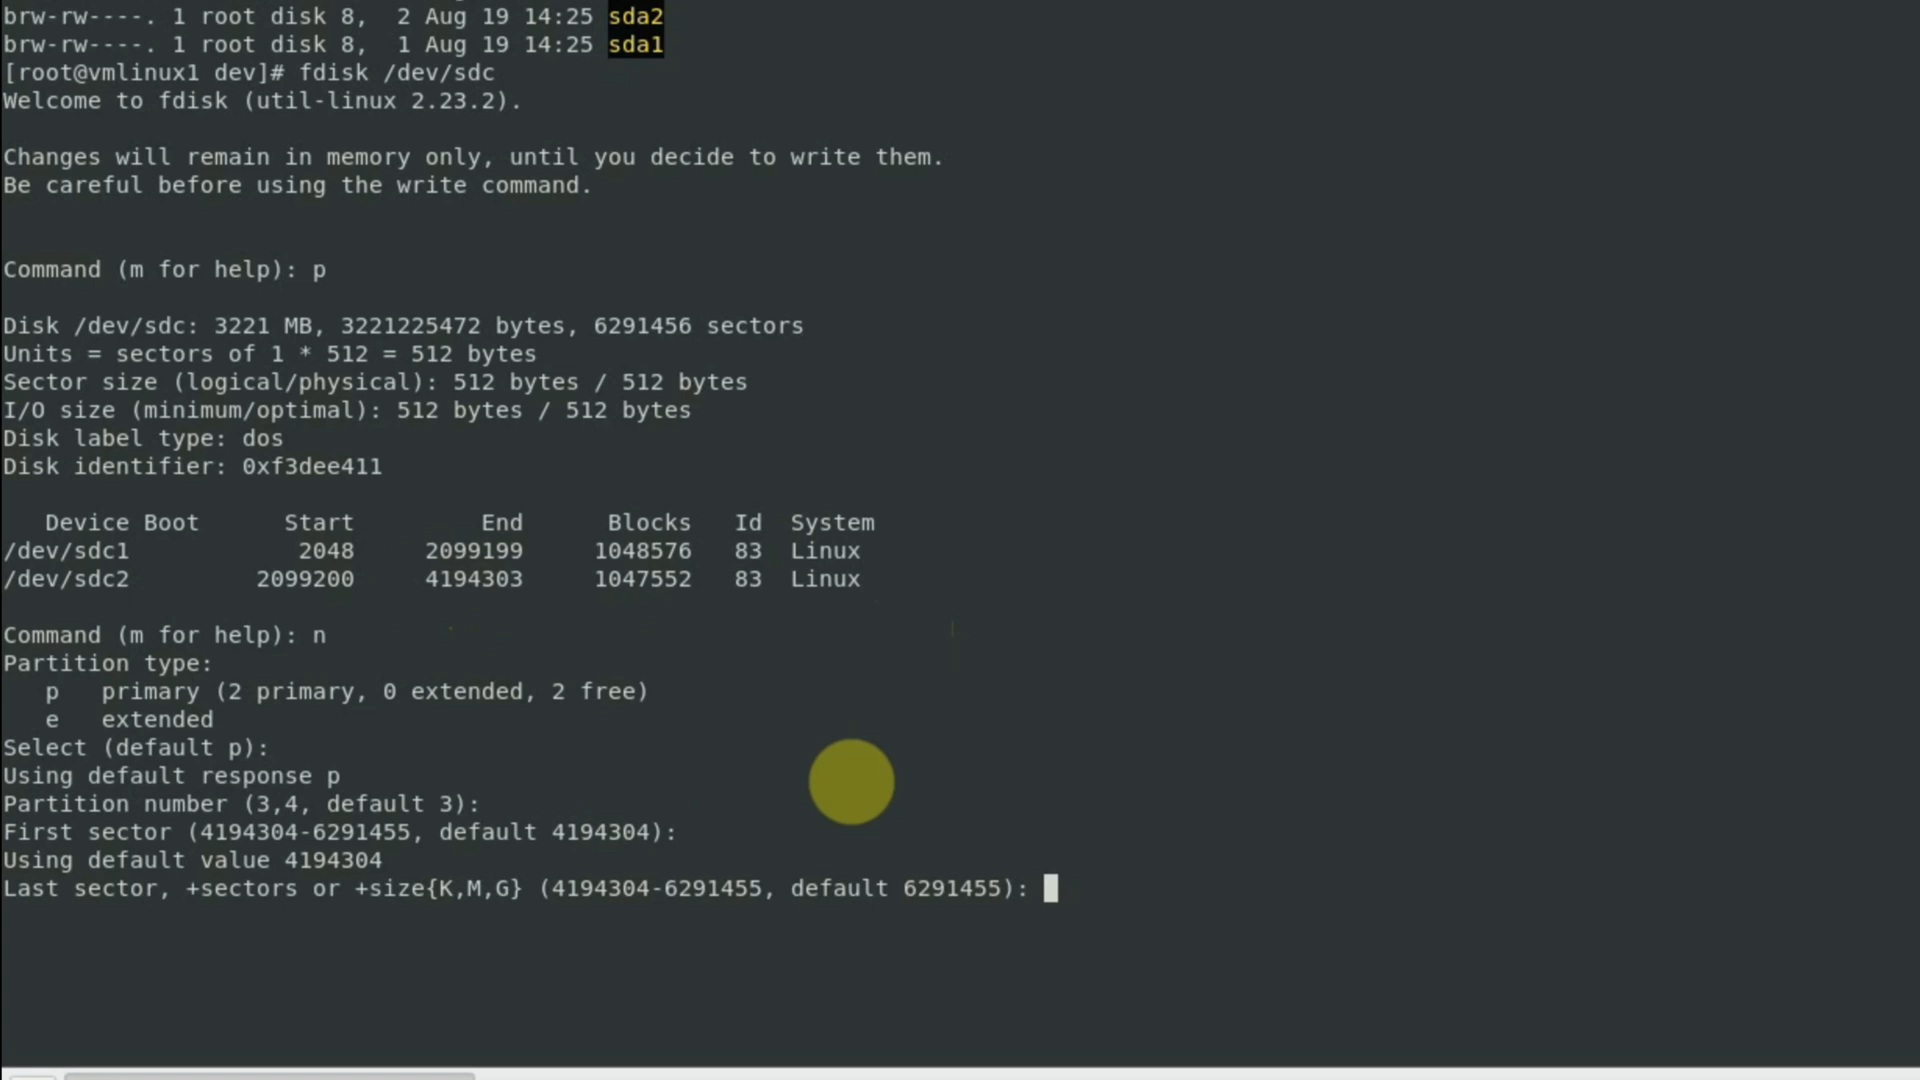 brw-rw----. 1 root disk 8,  2 Aug 19 14:25 sda2
brw-rw----. 1 root disk 8,  1 Aug 19 14:25 sda1
[root@vmlinux1 dev]# fdisk /dev/sdc
Welcome to fdisk (util-linux 2.23.2).
Changes will remain in memory only, until you decide to write them.
Be careful before using the write command.
Command (m for help): p
Disk /dev/sdc: 3221 MB, 3221225472 bytes, 6291456 sectors
Units = sectors of 1 * 512 = 512 bytes
Sector size (logical/physical): 512 bytes / 512 bytes
I/O size (minimum/optimal): 512 bytes / 512 bytes
Disk label type: dos
Disk identifier: 0xf3dee411
   Device Boot      Start         End      Blocks   Id  System
/dev/sdc1            2048     2099199     1048576   83  Linux
/dev/sdc2         2099200     4194303     1047552   83  Linux
Command (m for help): n
Partition type:
   p   primary (2 primary, 0 extended, 2 free)
   e   extended
Select (default p):
Using default response p
Partition number (3,4, default 3):
First sector (4194304-6291455, default 4194304):
Using default value 4194304
Last sector, +sectors or +size{K,M,G} (4194304-6291455, default 6291455):